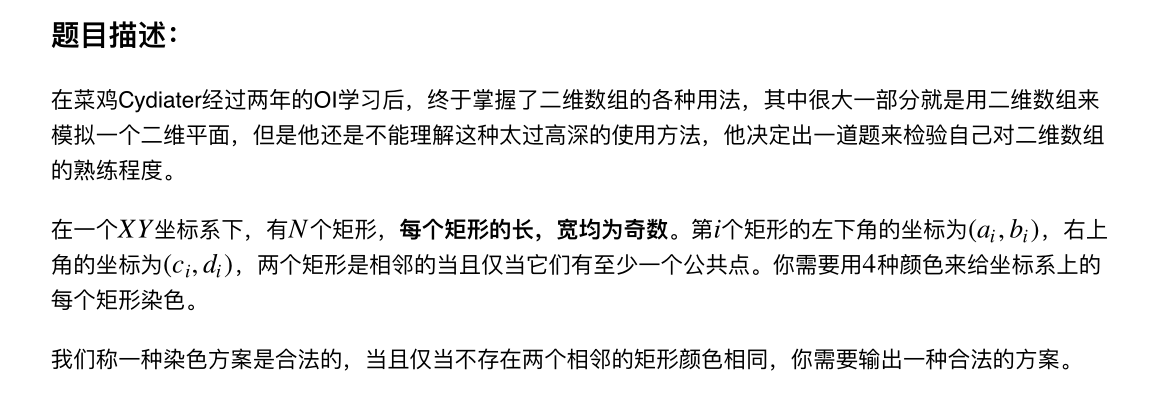 题目描述：
在菜鸡Cydiater经过两年的OI学习后，终于掌握了二维数组的各种用法，其中很大一部分就是用二维数组来
模拟一个二维平面，但是他还是不能理解这种太过高深的使用方法，他决定出一道题来检验自己对二维数组
的熟练程度。
在一个XY坐标系下，有N个矩形，每个矩形的长，宽均为奇数。第i个矩形的左下角的坐标为(a_i, b_i)，右上
角的坐标为(c_i, d_i)，两个矩形是相邻的当且仅当它们有至少一个公共点。你需要用4种颜色来给坐标系上的
每个矩形染色。
我们称一种染色方案是合法的，当且仅当不存在两个相邻的矩形颜色相同，你需要输出一种合法的方案。